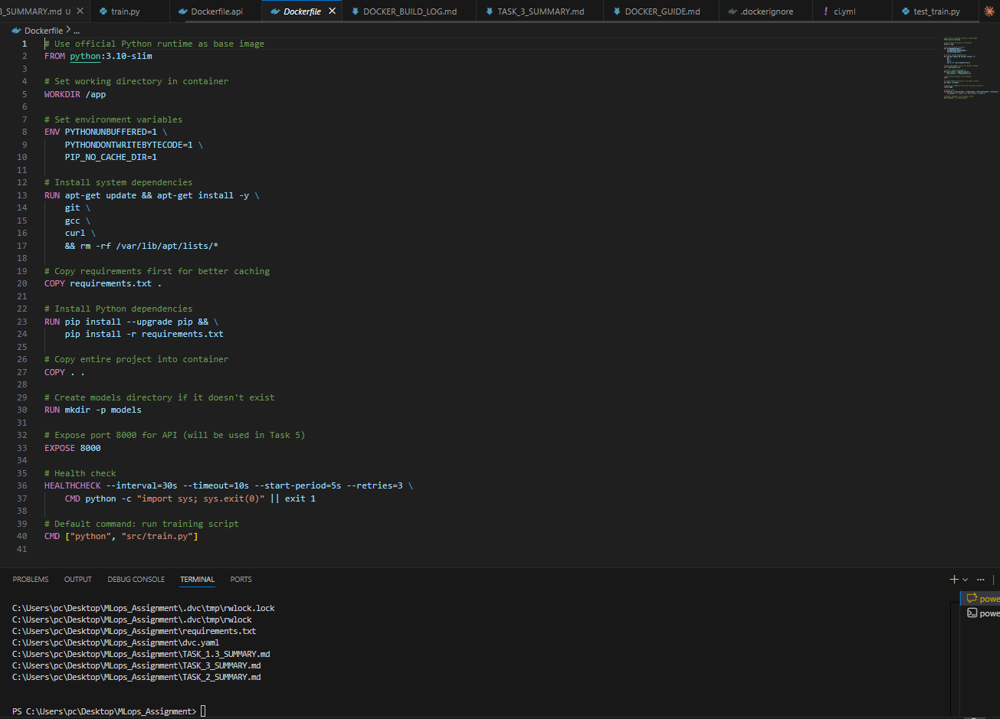 3_SUMMARY.md U
train.py
Dockerfile.api
Dockerfile
DOCKER_BUILD_LOG.md
TASK_3_SUMMARY.md
DOCKER_GUIDE.md
.dockerignore
! ci.yml
test_train.py
Dockerfile > ...
1 # Use official Python runtime as base image
2 FROM python:3.10-slim
3
4 # Set working directory in container
5 WORKDIR /app
6
7 # Set environment variables
8 ENV PYTHONUNBUFFERED=1 \
9 PYTHONDONTWRITEBYTECODE=1 \
10 PIP_NO_CACHE_DIR=1
11
12 # Install system dependencies
13 RUN apt-get update && apt-get install -y \
14 git \
15 gcc \
16 curl \
17 && rm -rf /var/lib/apt/lists/*
18
19 # Copy requirements first for better caching
20 COPY requirements.txt .
21
22 # Install Python dependencies
23 RUN pip install --upgrade pip && \
24 pip install -r requirements.txt
25
26 # Copy entire project into container
27 COPY . .
28
29 # Create models directory if it doesn't exist
30 RUN mkdir -p models
31
32 # Expose port 8000 for API (will be used in Task 5)
33 EXPOSE 8000
34
35 # Health check
36 HEALTHCHECK --interval=30s --timeout=10s --start-period=5s --retries=3 \
37 CMD python -c "import sys; sys.exit(0)" || exit 1
38
39 # Default command: run training script
40 CMD ["python", "src/train.py"]
41
PROBLEMS OUTPUT DEBUG CONSOLE TERMINAL PORTS
powe
powe
C:\Users\pc\Desktop\MLops_Assignment\.dvc\tmp\rwlock.lock
C:\Users\pc\Desktop\MLops_Assignment\.dvc\tmp\rwlock
C:\Users\pc\Desktop\MLops_Assignment\requirements.txt
C:\Users\pc\Desktop\MLops_Assignment\dvc.yaml
C:\Users\pc\Desktop\MLops_Assignment\TASK_1.3_SUMMARY.md
C:\Users\pc\Desktop\MLops_Assignment\TASK_3_SUMMARY.md
C:\Users\pc\Desktop\MLops_Assignment\TASK_2_SUMMARY.md
PS C:\Users\pc\Desktop\MLops_Assignment>